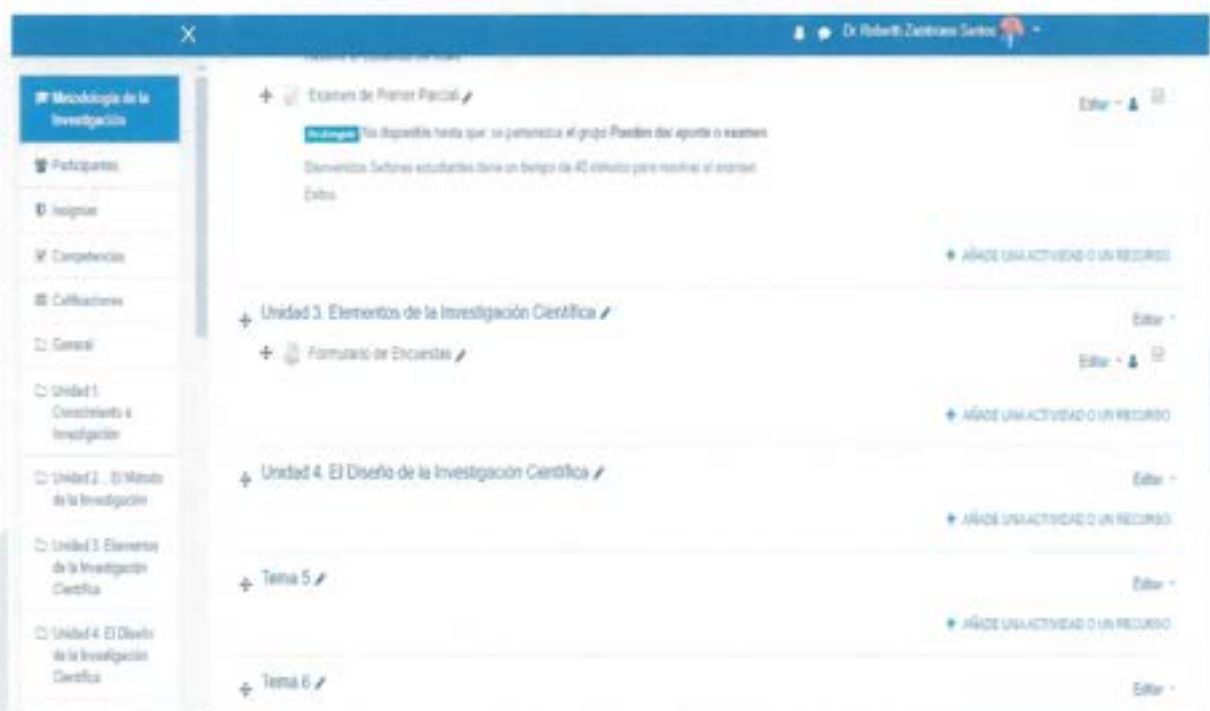 Dr. Roberth Zambrano Santos
Metodología de la
Investigación
Participantes
Insignias
Competencias
Calificaciones
General
Unidad 1.
Conocimiento e
Investigación
Unidad 2. . El Método
de la Investigación
Unidad 3. Elementos
de la Investigación
Científica
Unidad 4. El Diseño
de la Investigación
Científica
Examen de Primer Parcial
Editar
Restringido No disponible hasta que: se pertenezca al grupo Pueden dar aporte o examen
Bienvenidos Señores estudiantes tiene un tiempo de 40 minutos para resolver el examen
Éxitos.
AÑADE UNA ACTIVIDAD O UN RECURSO
Unidad 3. Elementos de la Investigación Científica
Editar
Formulario de Encuestas
Editar
AÑADE UNA ACTIVIDAD O UN RECURSO
Unidad 4. El Diseño de la Investigación Científica
Editar
AÑADE UNA ACTIVIDAD O UN RECURSO
Tema 5
Editar
AÑADE UNA ACTIVIDAD O UN RECURSO
Tema 6
Editar